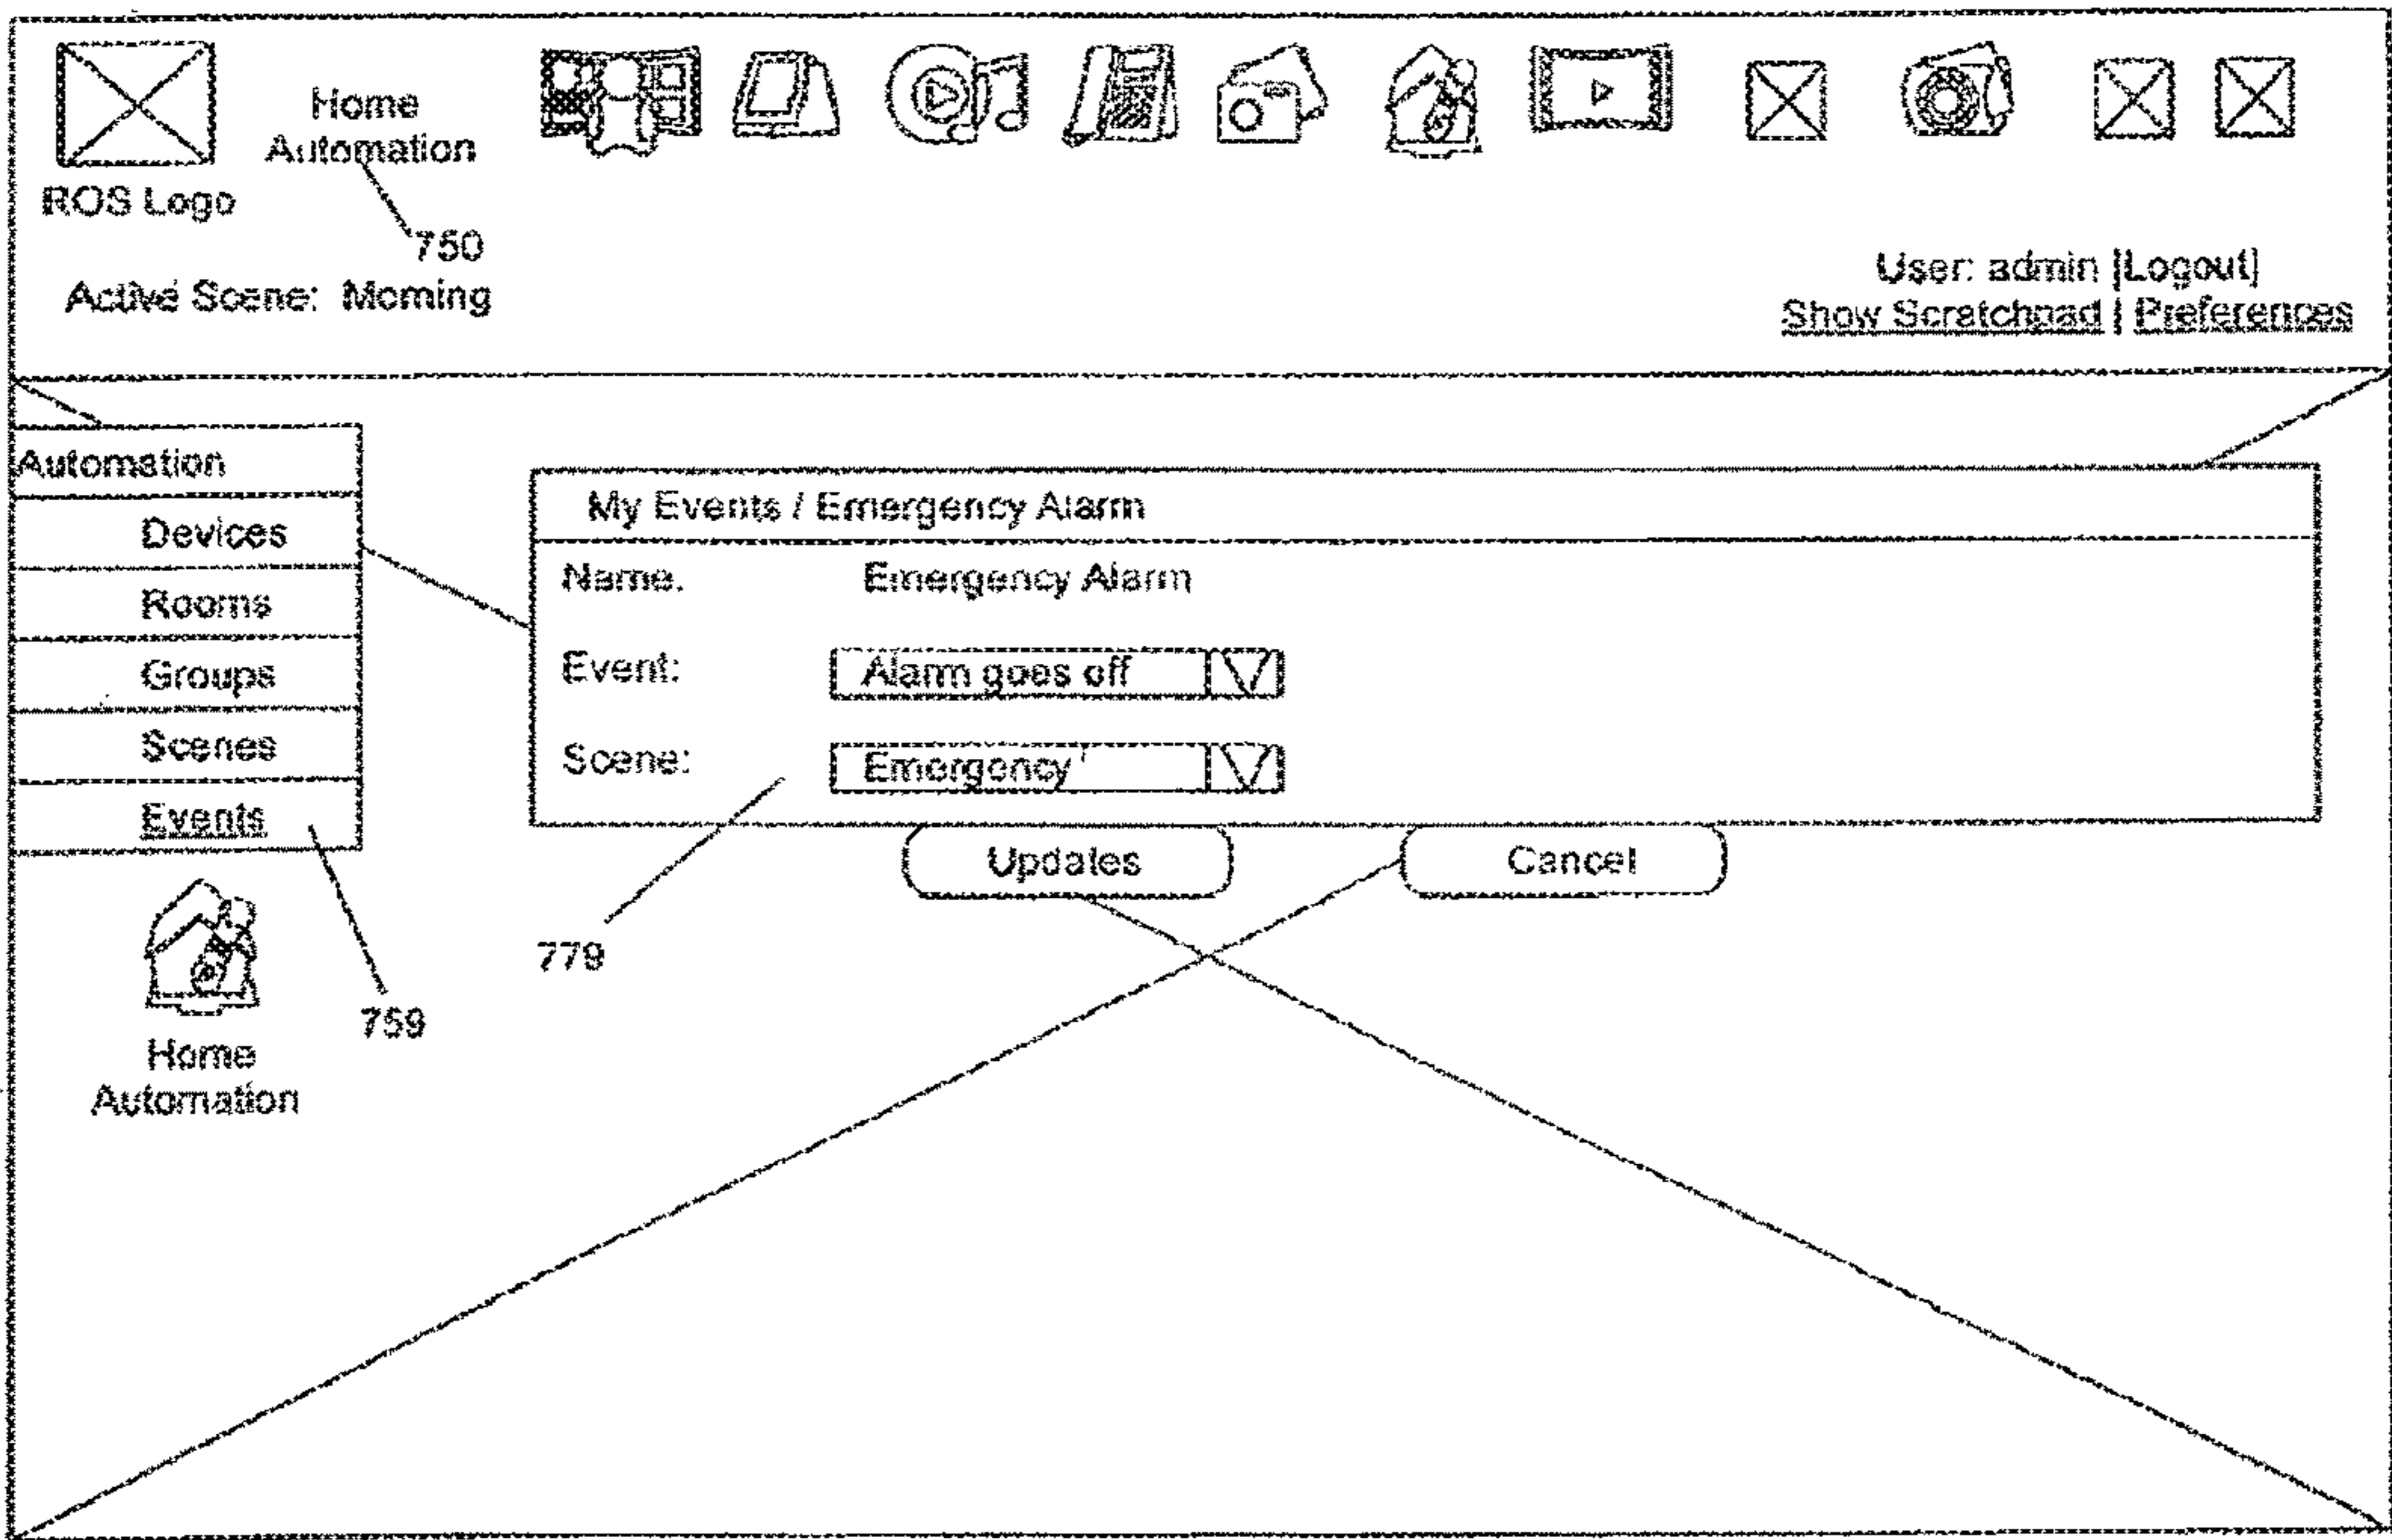 Home
Automation
ROS Logo
750
Active Scene: Morning
User: admin [Logout]
Show Scratchpad | Preferences
Automation
Devices
Rooms
Groups
Scenes
Events
My Events / Emergency Alarm
Name: Emergency Alarm
Event: Alarm goes off
Scene: Emergency
Updates Cancel
779
759
Home
Automation